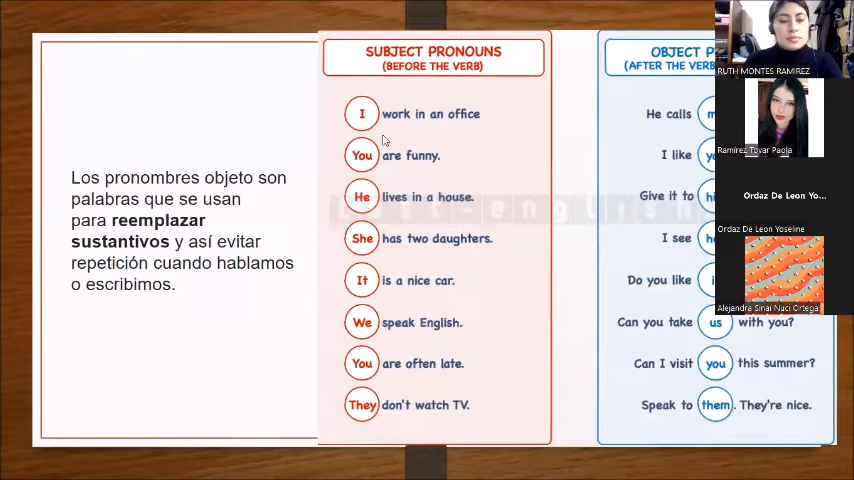 Los pronombres objeto son
palabras que se usan
para reemplazar
sustantivos y así evitar
repetición cuando hablamos
o escribimos.
SUBJECT PRONOUNS
(BEFORE THE VERB)
I work in an office
You are funny.
He lives in a house.
She has two daughters.
It is a nice car.
We speak English.
You are often late.
They don't watch TV.
OBJECT
(AFTER THE VERB
He calls
I like
Give it to
I see
Do you like
Can you take us with you?
Can I visit you this summer?
Speak to them. They're nice.
RUTH MONTES RAMIREZ
Ramírez Tovar Paola
Ordaz De Leon Yo...
Ordaz De Leon Yoseline
Alejandra Sinaí Nuci Ortega